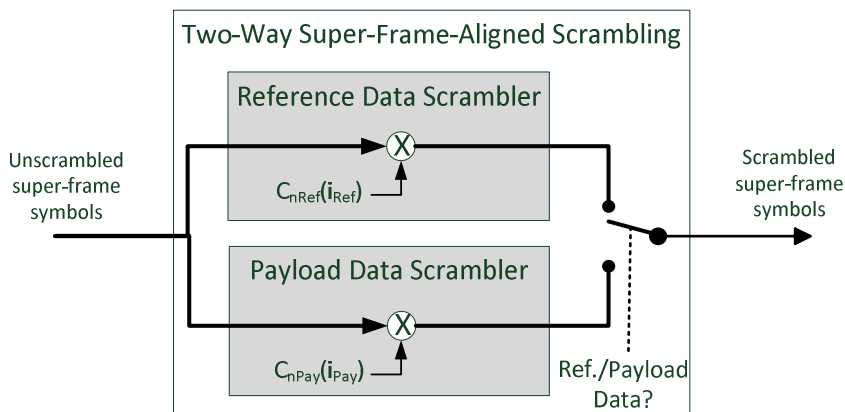 Two-Way Super-Frame-Aligned Scrambling
Reference Data Scrambler
X
CnRef(iRef)
Unscrambled
super-frame
symbols
Scrambled
super-frame
symbols
Payload Data Scrambler
X
CnPay(iPay)
Ref./Payload
Data?